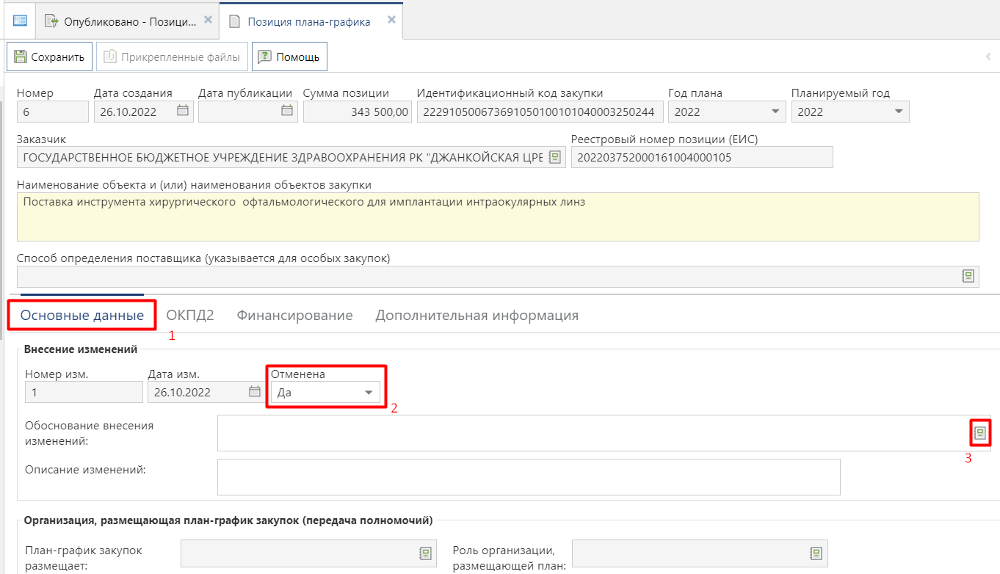 Опубликовано - Позици...
Позиция плана-графика
Сохранить
Прикрепленные файлы
Помощь
Номер
Дата создания
Дата публикации
Сумма позиции
Идентификационный код закупки
Год плана
Планируемый год
6
26.10.2022
343 500,00
222910500673691050100101040003250244
2022
2022
Заказчик
Реестровый номер позиции (ЕИС)
ГОСУДАРСТВЕННОЕ БЮДЖЕТНОЕ УЧРЕЖДЕНИЕ ЗДРАВООХРАНЕНИЯ РК "ДЖАНКОЙСКАЯ ЦРБ
202203752000161004000105
Наименование объекта и (или) наименования объектов закупки
Поставка инструмента хирургического  офтальмологического для имплантации интраокулярных линз
Способ определения поставщика (указывается для особых закупок)
Основные данные
ОКПД2
Финансирование
Дополнительная информация
1
Внесение изменений
Номер изм.
Дата изм.
Отменена
1
26.10.2022
Да
2
Обоснование внесения
изменений:
3
Описание изменений:
Организация, размещающая план-график закупок (передача полномочий)
План-график закупок
размещает:
Роль организации,
размещающей план: